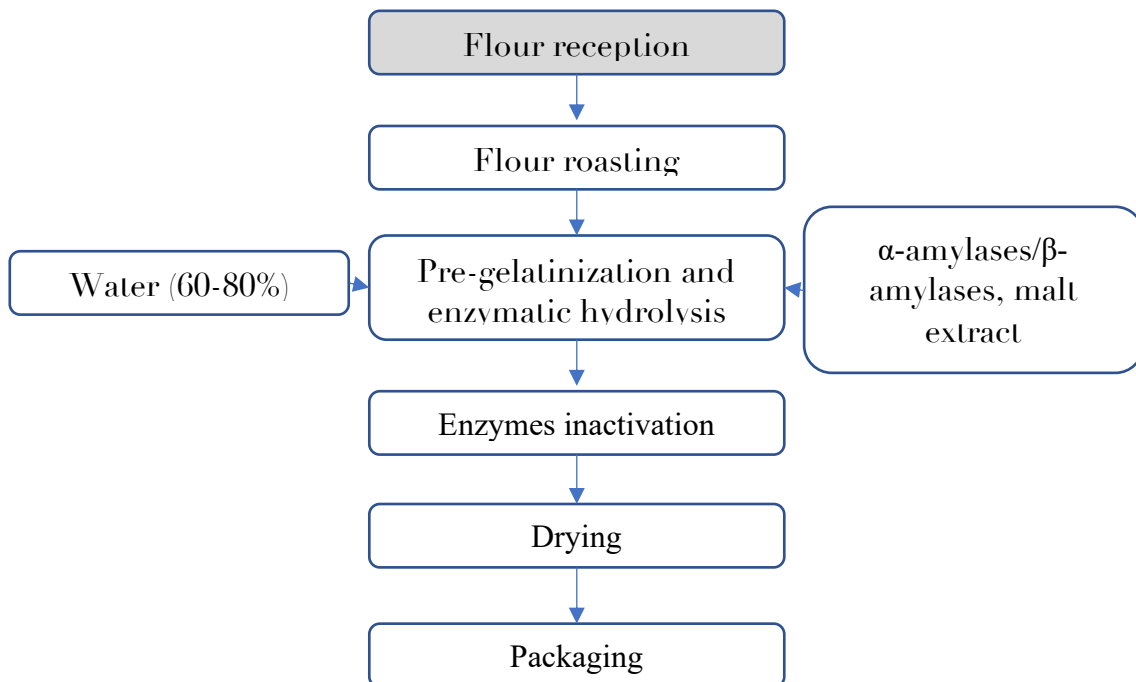 Flour reception
Flour roasting
Water (60-80%)
Pre-gelatinization and
enzymatic hydrolysis
α-amylases/β-
amylases, malt
extract
Enzymes inactivation
Drying
Packaging